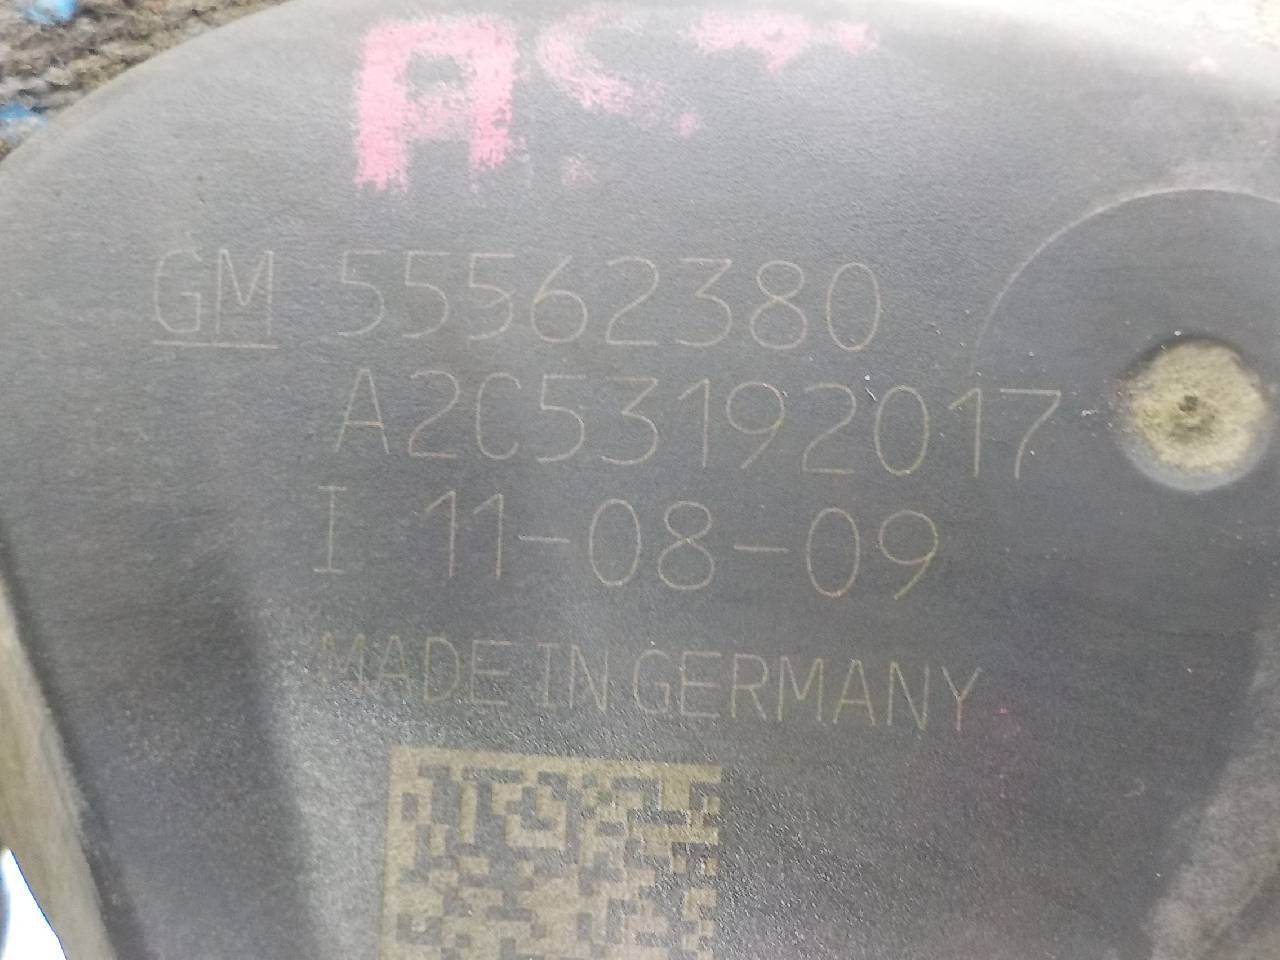 GM 55562380
A2C53192017
I 11-08-09
MADE IN GERMANY